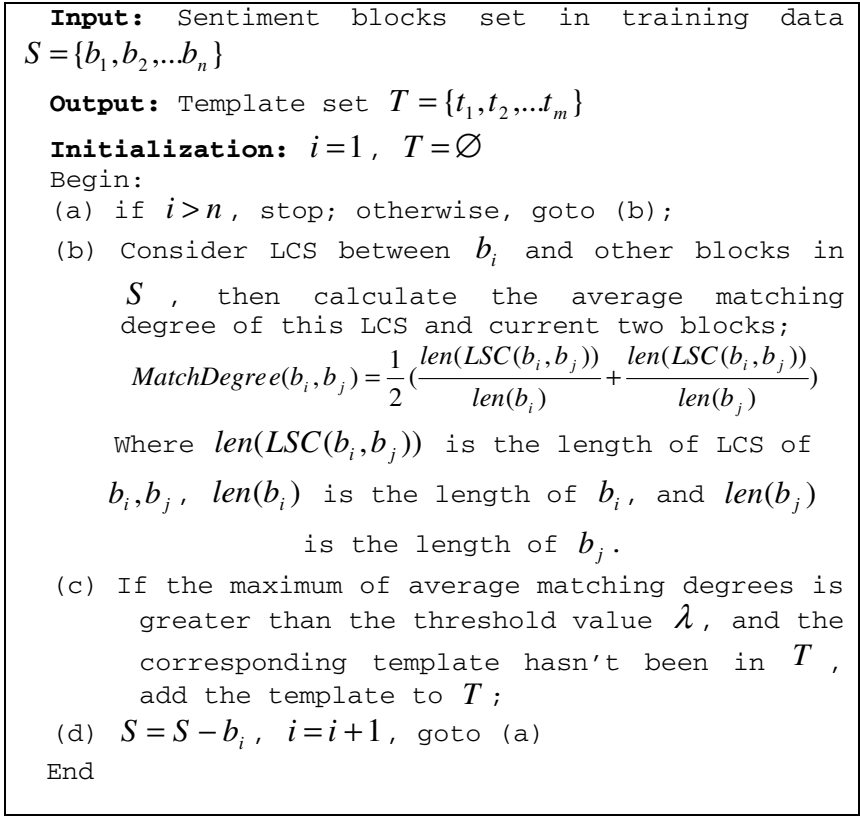 Input: Sentiment blocks set in training data
S = {b₁,b₂,...bₙ}
Output: Template set T = {t₁,t₂,...tₘ}
Initialization: i = 1 , T = ∅
Begin:
(a) if i > n , stop; otherwise, goto (b);
(b) Consider LCS between bᵢ and other blocks in
S , then calculate the average matching
degree of this LCS and current two blocks;
MatchDegree(bᵢ,bⱼ) = 1/2 (len(LSC(bᵢ,bⱼ))/len(bᵢ) + len(LSC(bᵢ,bⱼ))/len(bⱼ))
Where len(LSC(bᵢ,bⱼ)) is the length of LCS of
bᵢ,bⱼ , len(bᵢ) is the length of bᵢ, and len(bⱼ)
is the length of bⱼ.
(c) If the maximum of average matching degrees is
greater than the threshold value λ, and the
corresponding template hasn't been in T ,
add the template to T;
(d) S = S − bᵢ , i = i + 1, goto (a)
End